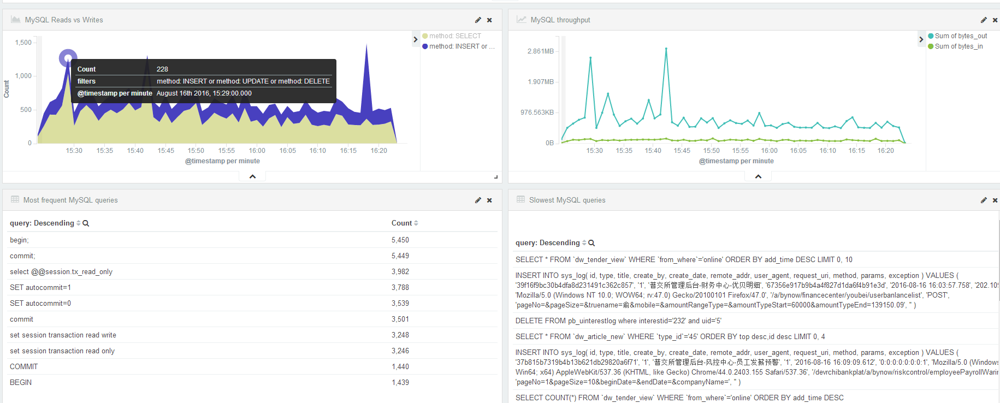 MySQL Reads vs Writes
1,500
1,000
500
0
Count
15:30 15:35 15:40 15:45 15:50 15:55 16:00 16:05 16:10 16:15 16:20
@timestamp per minute
method: SELECT
method: INSERT or ...
Count 228
filters method: INSERT or method: UPDATE or method: DELETE
@timestamp per minute August 16th 2016, 15:29:00.000
MySQL throughput
2.861MB
1.907MB
976.563KB
0B
15:30 15:35 15:40 15:45 15:50 15:55 16:00 16:05 16:10 16:15 16:20
@timestamp per minute
Sum of bytes_out
Sum of bytes_in
Most frequent MySQL queries
query: Descending Count
begin; 5,450
commit; 5,449
select @@session.tx_read_only 3,982
SET autocommit=1 3,788
SET autocommit=0 3,539
commit 3,501
set session transaction read write 3,248
set session transaction read only 3,246
COMMIT 1,440
BEGIN 1,439
Slowest MySQL queries
query: Descending
SELECT * FROM `dw_tender_view` WHERE `from_where`='online' ORDER BY add_time DESC LIMIT 0, 10
INSERT INTO sys_log( id, type, title, create_by, create_date, remote_addr, user_agent, request_uri, method, params, exception ) VALUES (
'39f16f9bc30b4dfa8d231491c362c857', '1', '普交所管理后台-财务中心-优贝明细', '67356e917b9b4a4f827d1da6f4b91e3d', '2016-08-16 16:03:57.758', '202.109
'Mozilla/5.0 (Windows NT 10.0; WOW64; rv:47.0) Gecko/20100101 Firefox/47.0', '/a/bynow/financecenter/youbei/userbanlancelist', 'POST',
'pageNo=&pageSize=&truename=俞&mobile=&amountRangeType=&amountTypeStart=60000&amountTypeEnd=139150.09', '' )
DELETE FROM pb_uinterestlog where interestid='232' and uid='5'
SELECT * FROM `dw_article_new` WHERE `type_id`='45' ORDER BY top desc,id desc LIMIT 0, 4
INSERT INTO sys_log( id, type, title, create_by, create_date, remote_addr, user_agent, request_uri, method, params, exception ) VALUES (
'37b815b7319b4b13b621db29820a6f71', '1', '普交所管理后台-风控中心-员工发薪预警', '1', '2016-08-16 16:09:09.612', '0:0:0:0:0:0:0:1', 'Mozilla/5.0 (Windows
Win64; x64) AppleWebKit/537.36 (KHTML, like Gecko) Chrome/44.0.2403.155 Safari/537.36', '/devrchibankplat/a/bynow/riskcontrol/employeePayrollWarin
'pageNo=1&pageSize=10&beginDate=&endDate=&companyName=', '' )
SELECT COUNT(*) FROM `dw_tender_view` WHERE `from_where`='online' ORDER BY add_time DESC